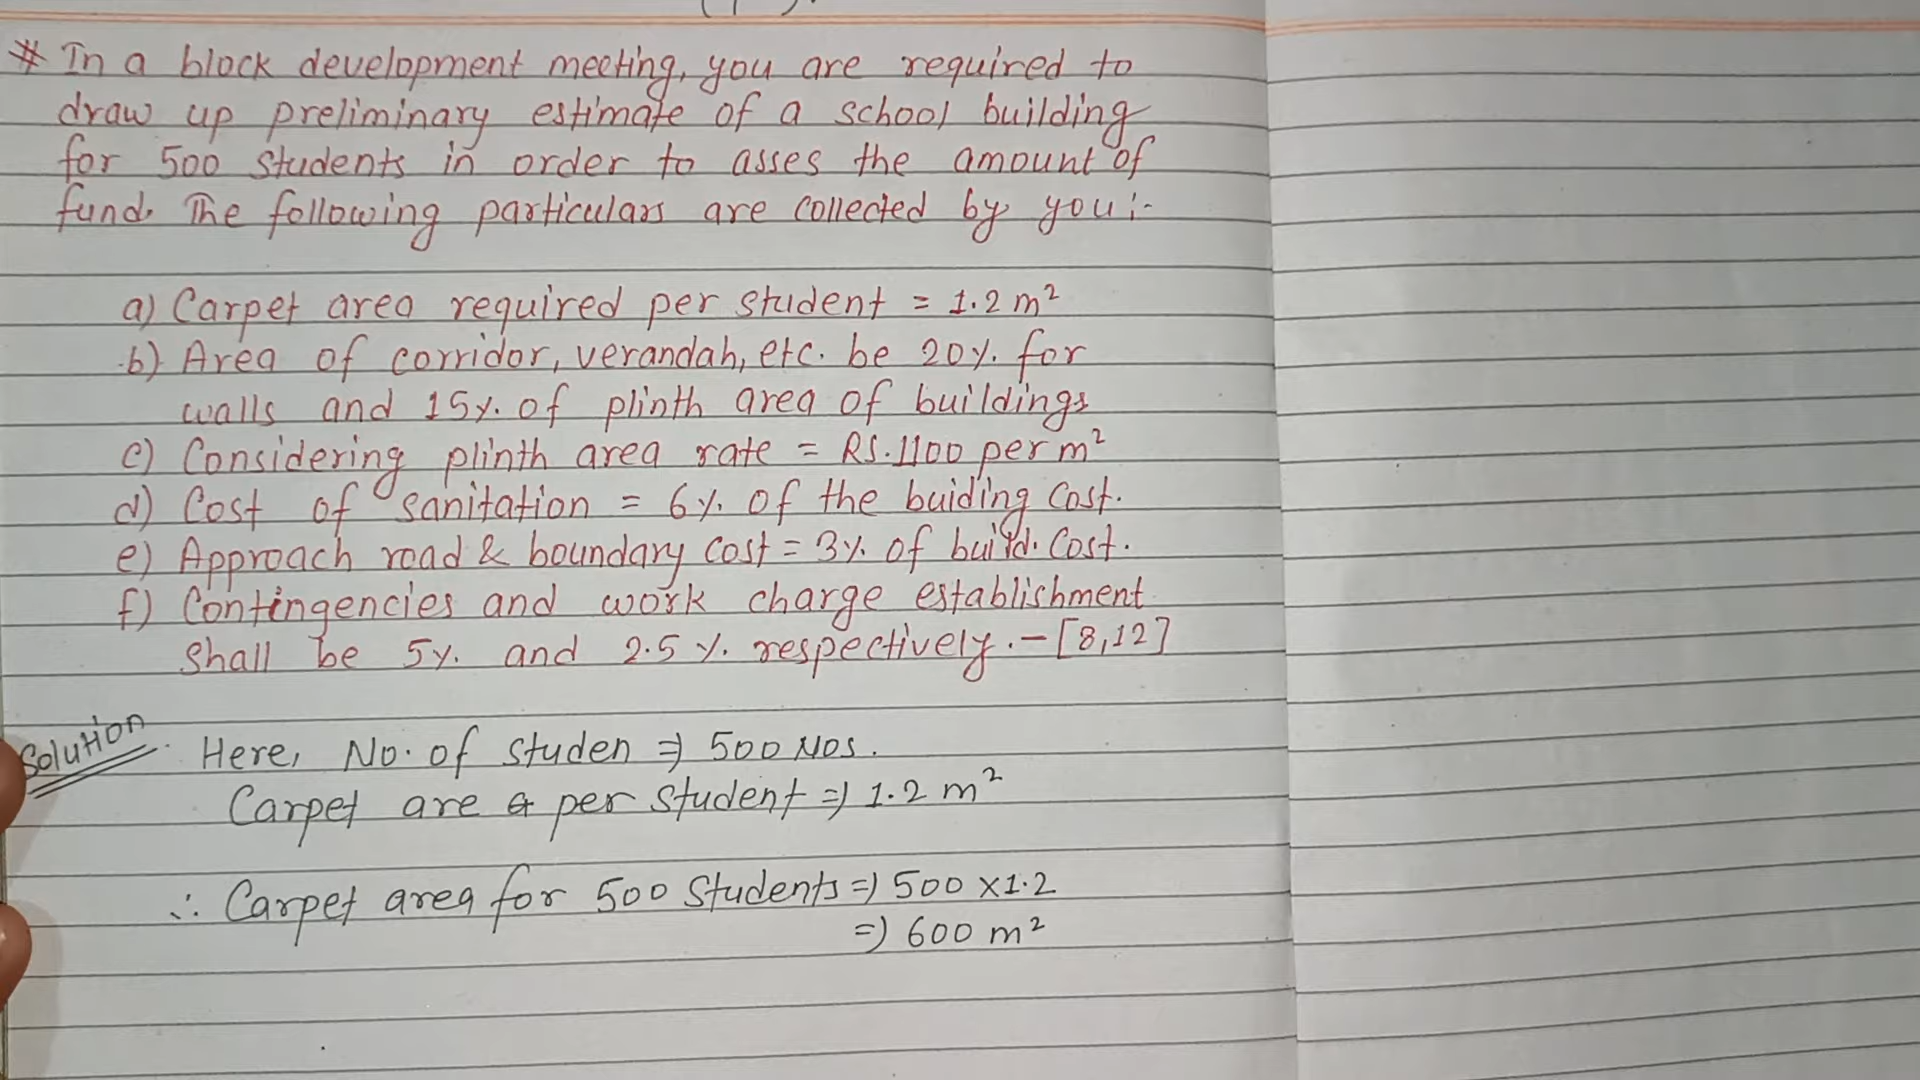 # In a block development meeting, you are required to
draw up preliminary estimate of a school building
for 500 students in order to asses the amount of
fund. The following particulars are collected by you :-
a) Carpet area required per student = 1.2 m²
b) Area of corridor, verandah, etc. be 20% for
walls and 15% of plinth area of buildings
c) Considering plinth area rate = RS. 1100 per m²
d) Cost of sanitation = 6% of the buiding cost.
e) Approach road & boundary cost = 3% of build. cost.
f) Contingencies and work charge establishment
shall be 5% and 2.5% respectively. - [8,12]
Solution
Here, No. of studen => 500 Nos.
Carpet are a per student => 1.2 m²
∴ Carpet area for 500 students => 500 x 1.2
=> 600 m²